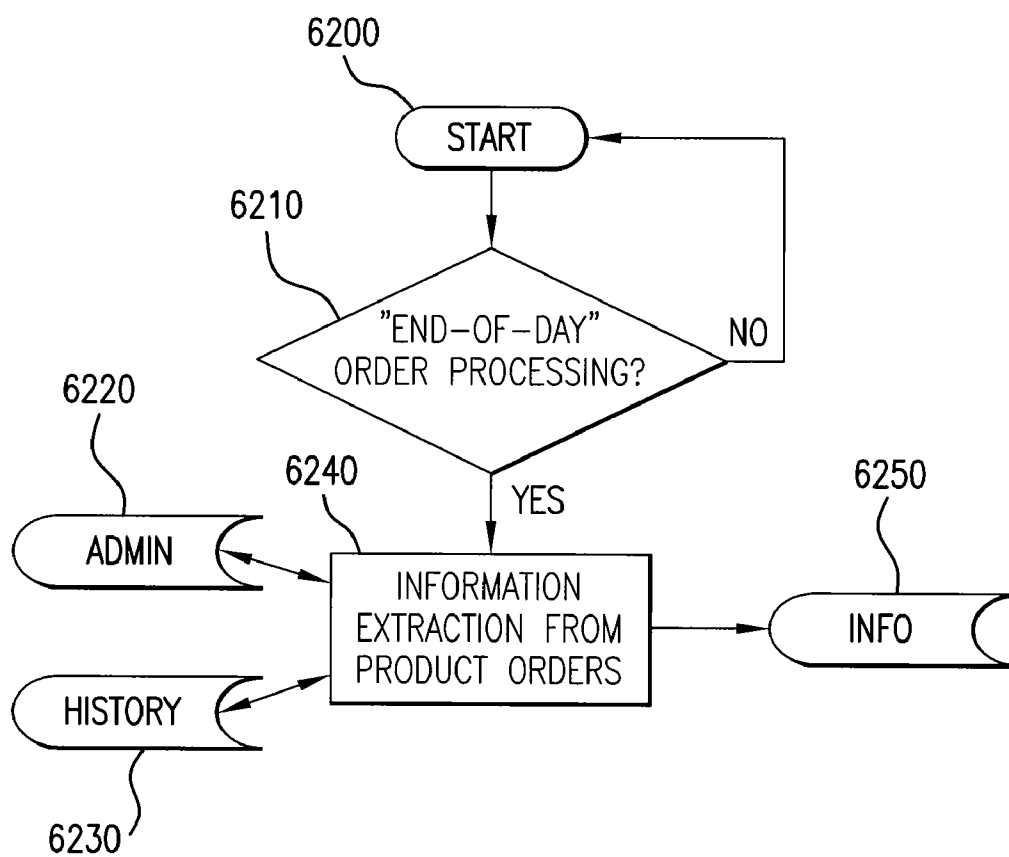 6200
START
6210
"END-OF-DAY"
ORDER PROCESSING?
NO
6220
6240
YES
6250
ADMIN
INFORMATION
EXTRACTION FROM
PRODUCT ORDERS
INFO
HISTORY
6230